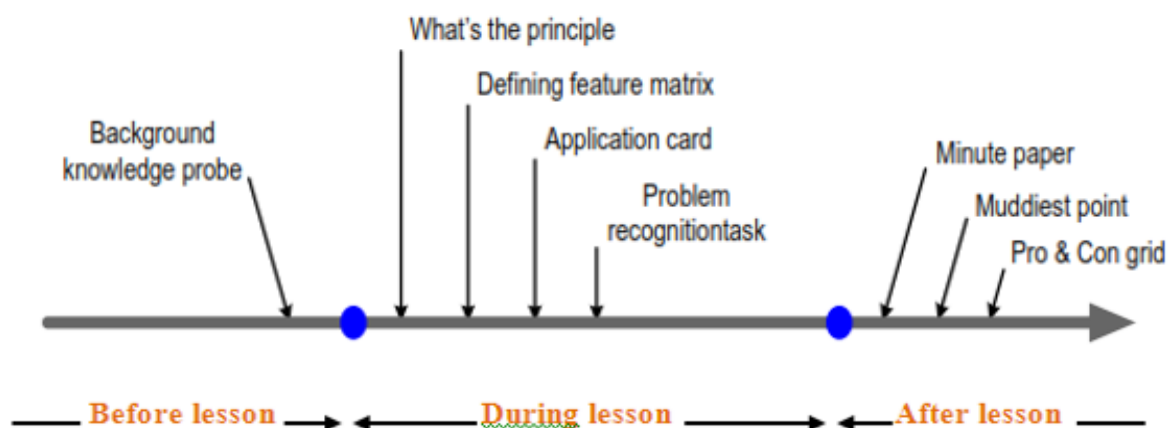 What's the principle
Defining feature matrix
Application card
Background
knowledge probe
Problem
recognitiontask
Minute paper
Muddiest point
Pro & Con grid
Before lesson
During lesson
After lesson